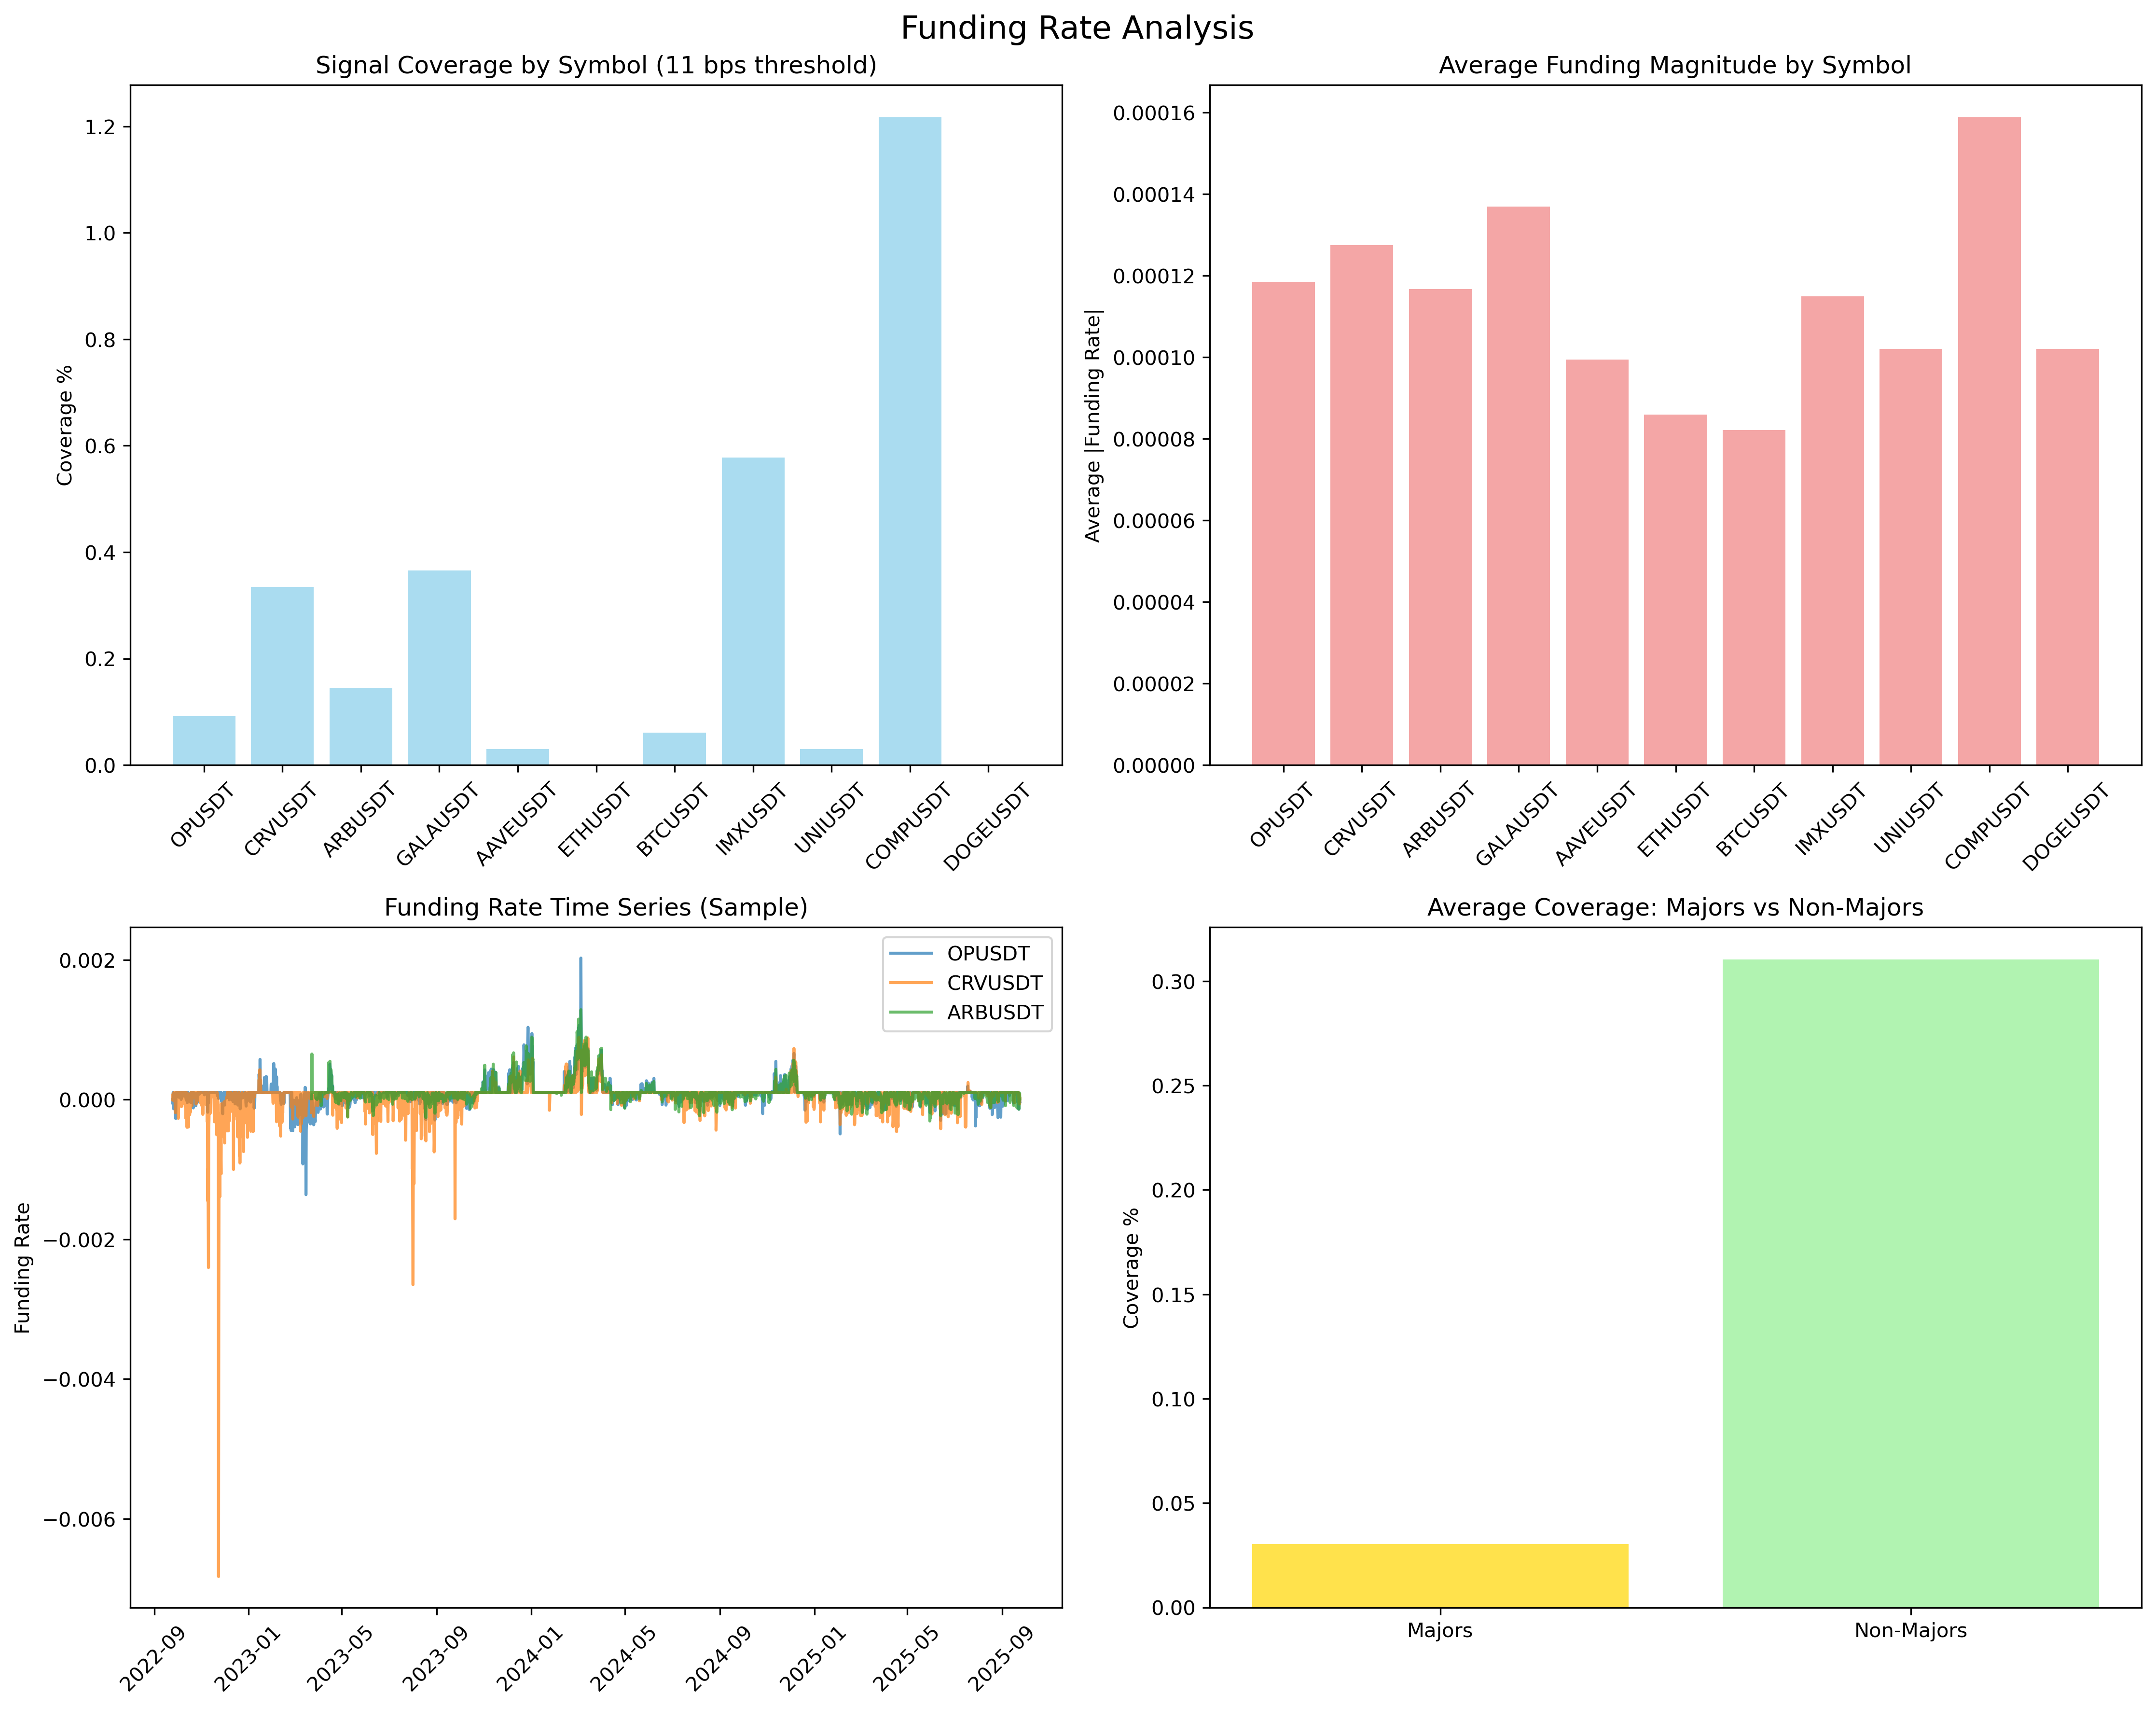 Funding Rate Analysis
Signal Coverage by Symbol (11 bps threshold)
Coverage %
1.2
1.0
0.8
0.6
0.4
0.2
0.0
OPUSDT
CRVUSDT
ARBUSDT
GALAUSDT
AAVEUSDT
ETHUSDT
BTCUSDT
IMXUSDT
UNIUSDT
COMPUSDT
DOGEUSDT
Average Funding Magnitude by Symbol
Average |Funding Rate|
0.00016
0.00014
0.00012
0.00010
0.00008
0.00006
0.00004
0.00002
0.00000
OPUSDT
CRVUSDT
ARBUSDT
GALAUSDT
AAVEUSDT
ETHUSDT
BTCUSDT
IMXUSDT
UNIUSDT
COMPUSDT
DOGEUSDT
Funding Rate Time Series (Sample)
Funding Rate
0.002
0.000
−0.002
−0.004
−0.006
OPUSDT
CRVUSDT
ARBUSDT
2022-09
2023-01
2023-05
2023-09
2024-01
2024-05
2024-09
2025-01
2025-05
2025-09
Average Coverage: Majors vs Non-Majors
Coverage %
0.30
0.25
0.20
0.15
0.10
0.05
0.00
Majors
Non-Majors